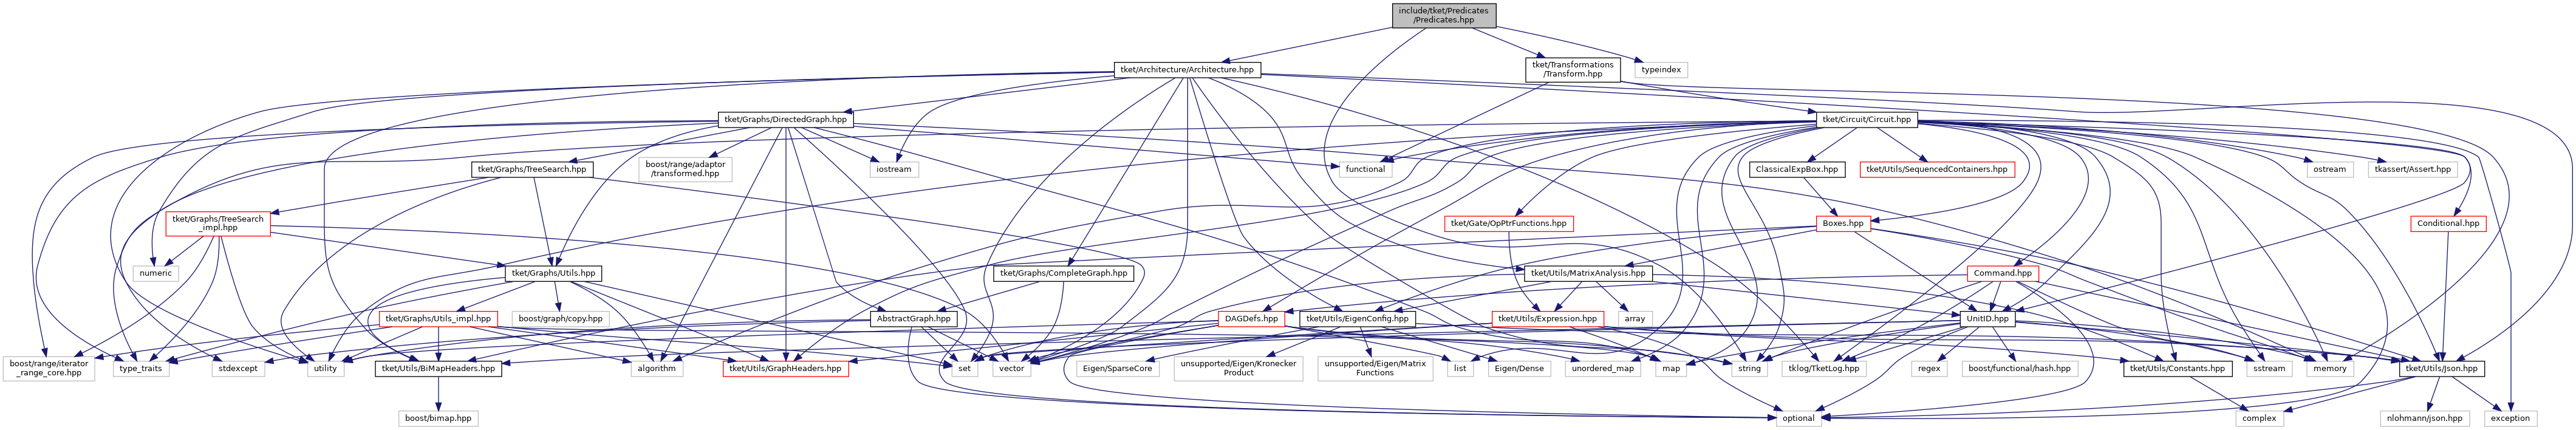 include/tket/Predicates
/Predicates.hpp
tket/Architecture/Architecture.hpp
tket/Transformations
/Transform.hpp
typeindex
tket/Graphs/DirectedGraph.hpp
tket/Circuit/Circuit.hpp
tket/Graphs/TreeSearch.hpp
boost/range/adaptor
/transformed.hpp
iostream
functional
ClassicalExpBox.hpp
tket/Utils/SequencedContainers.hpp
ostream
tkassert/Assert.hpp
tket/Graphs/TreeSearch
_impl.hpp
tket/Gate/OpPtrFunctions.hpp
Boxes.hpp
Conditional.hpp
numeric
tket/Graphs/Utils.hpp
tket/Graphs/CompleteGraph.hpp
tket/Utils/MatrixAnalysis.hpp
Command.hpp
tket/Graphs/Utils_impl.hpp
boost/graph/copy.hpp
AbstractGraph.hpp
DAGDefs.hpp
tket/Utils/EigenConfig.hpp
tket/Utils/Expression.hpp
array
UnitID.hpp
boost/range/iterator
_range_core.hpp
type_traits
stdexcept
utility
tket/Utils/BiMapHeaders.hpp
algorithm
tket/Utils/GraphHeaders.hpp
set
vector
Eigen/SparseCore
unsupported/Eigen/Kronecker
Product
unsupported/Eigen/Matrix
Functions
list
Eigen/Dense
unordered_map
map
string
tklog/TketLog.hpp
regex
boost/functional/hash.hpp
tket/Utils/Constants.hpp
sstream
memory
tket/Utils/Json.hpp
boost/bimap.hpp
optional
complex
nlohmann/json.hpp
exception